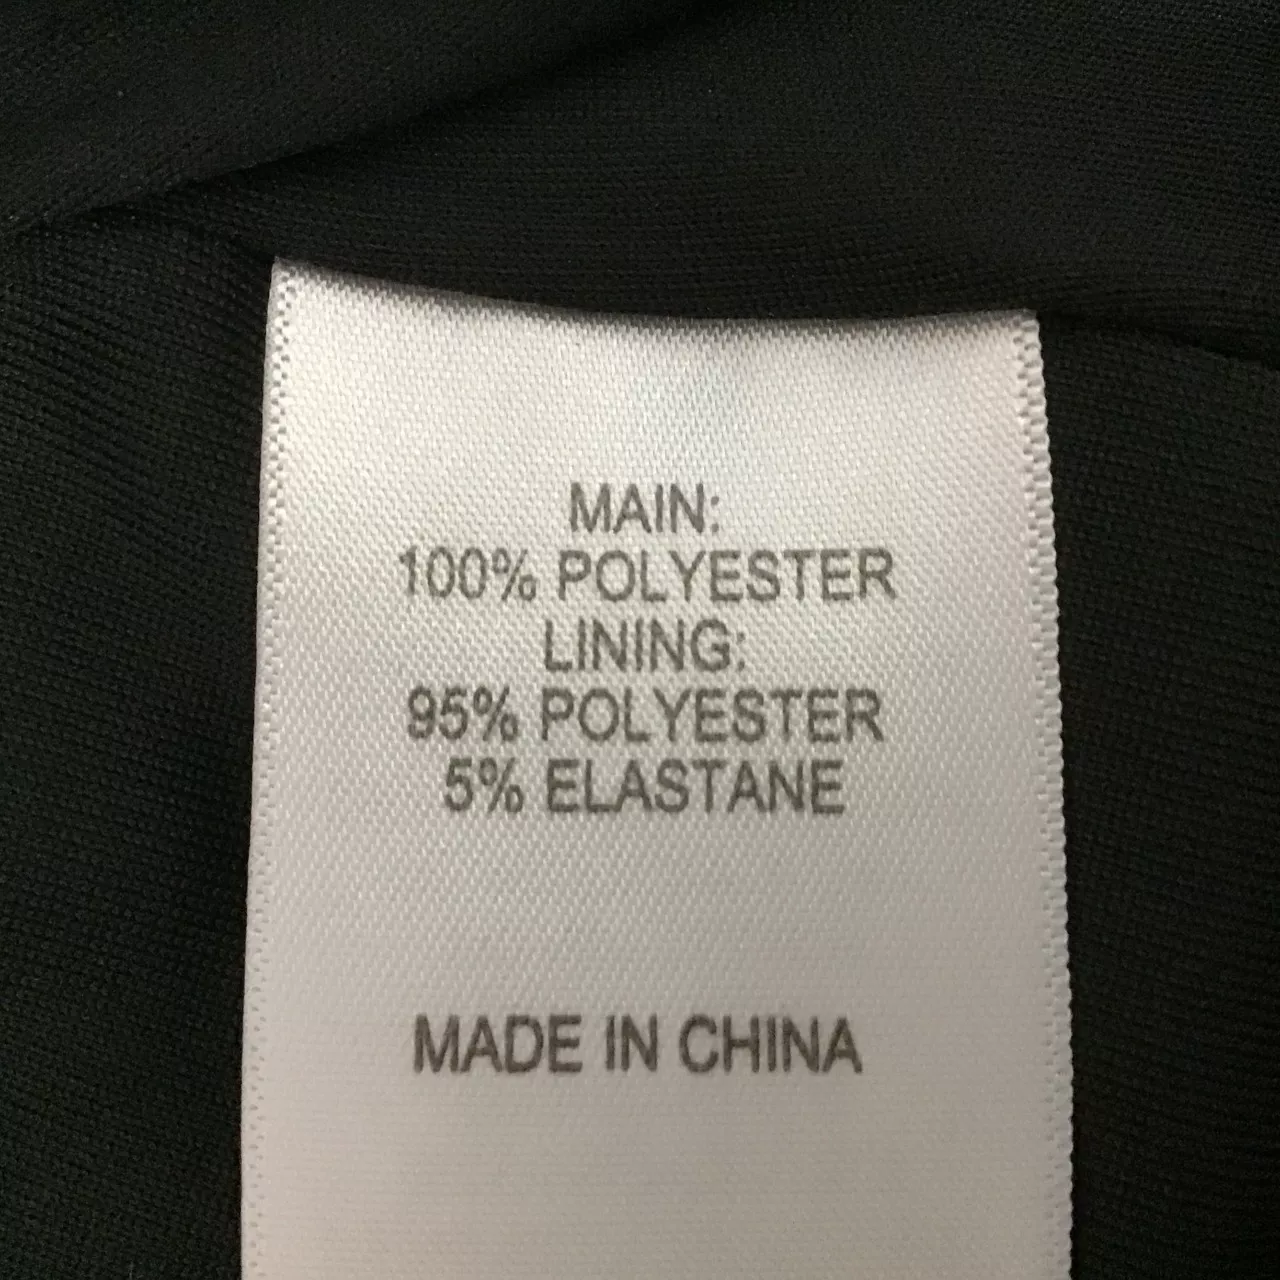 MAIN:
100% POLYESTER
LINING:
95% POLYESTER
5% ELASTANE
MADE IN CHINA